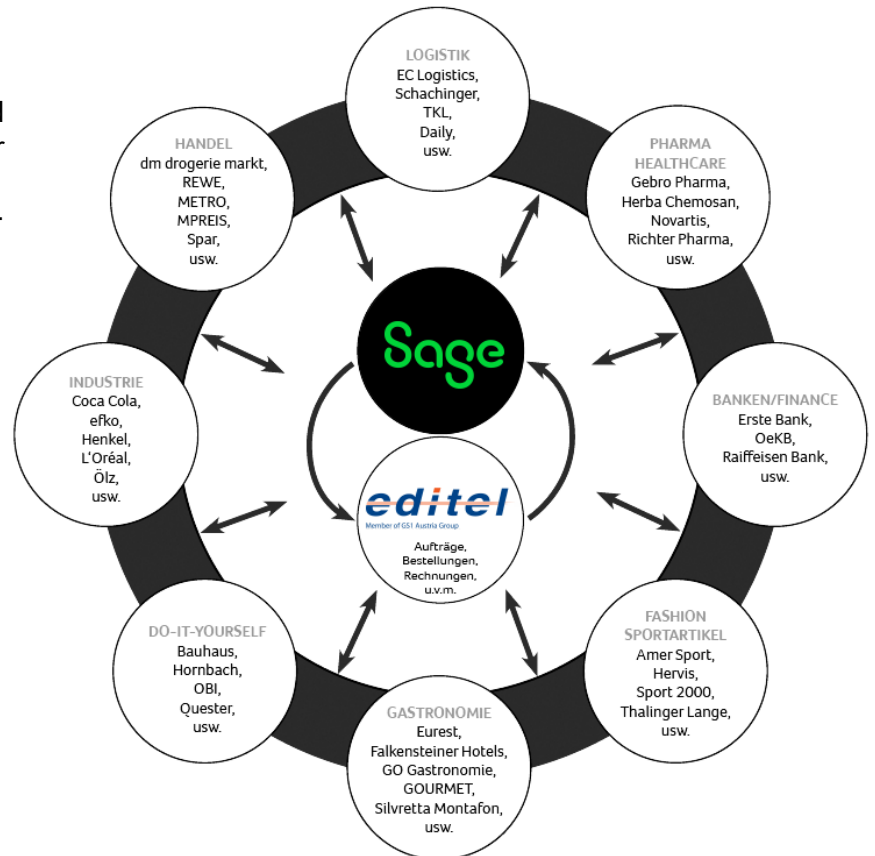 LOGISTIK
EC Logistics,
Schachinger,
TKL,
Daily,
usw.
PHARMA
HEALTHCARE
Gebro Pharma,
Herba Chemosan,
Novartis,
Richter Pharma,
usw.
BANKEN/FINANCE
Erste Bank,
OeKB,
Raiffeisen Bank,
usw.
FASHION
SPORTARTIKEL
Amer Sport,
Hervis,
Sport 2000,
Thalinger Lange,
usw.
GASTRONOMIE
Eurest,
Falkensteiner Hotels,
GO Gastronomie,
GOURMET,
Silvretta Montafon,
usw.
DO-IT-YOURSELF
Bauhaus,
Hornbach,
OBI,
Quester,
usw.
INDUSTRIE
Coca Cola,
efko,
Henkel,
L'Oréal,
Ölz,
usw.
HANDEL
dm drogerie markt,
REWE,
METRO,
MPREIS,
Spar,
usw.
Sage
editel
Member of GS1 Austria Group
Aufträge,
Bestellungen,
Rechnungen,
u.v.m.